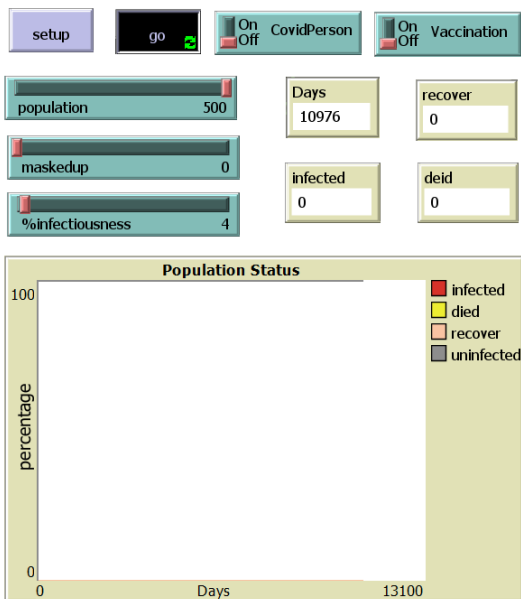 setup
go
On
Off
CovidPerson
On
Off
Vaccination
population 500
maskedup 0
%infectiousness 4
Days
10976
recover
0
infected
0
deid
0
Population Status
100
percentage
0
0 Days 13100
infected
died
recover
uninfected